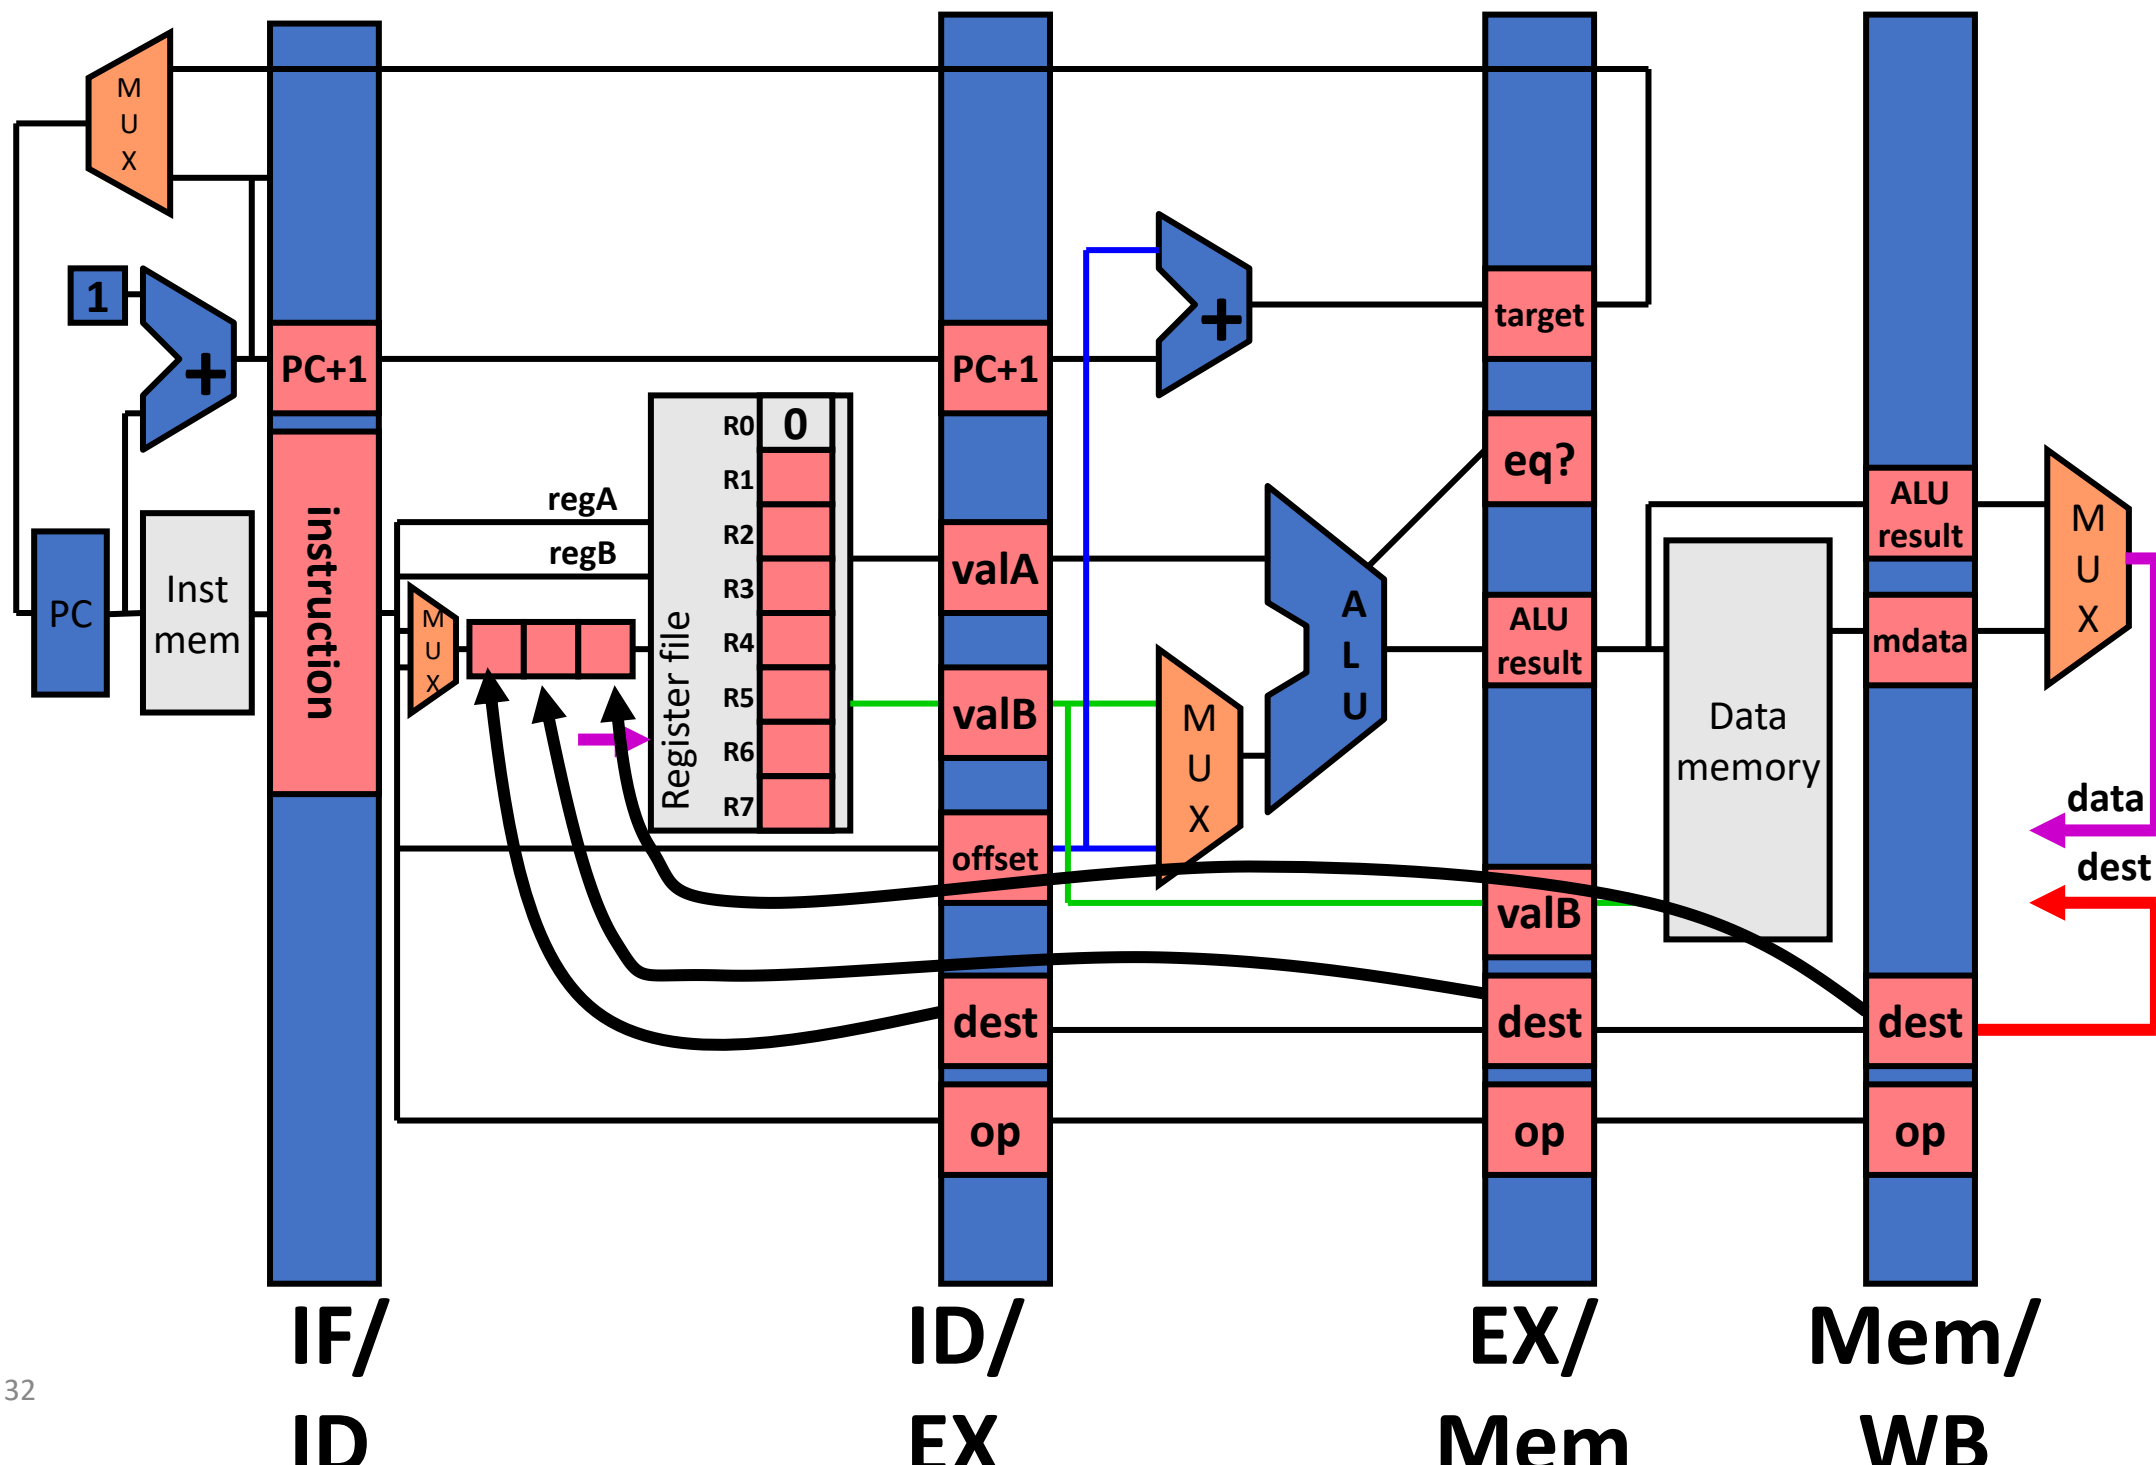 M
U
X
1
+
PC+1
PC+1
+
target
R0
0
eq?
R1
regA
R2
ALU
result
M
U
X
instruction
regB
valA
R3
PC
Inst
mem
M
U
X
Register file
R4
A
L
U
ALU
result
mdata
R5
valB
M
U
X
R6
Data
memory
R7
data
offset
dest
valB
dest
dest
dest
op
op
op
IF/
ID
ID/
EX
EX/
Mem
Mem/
WB
32